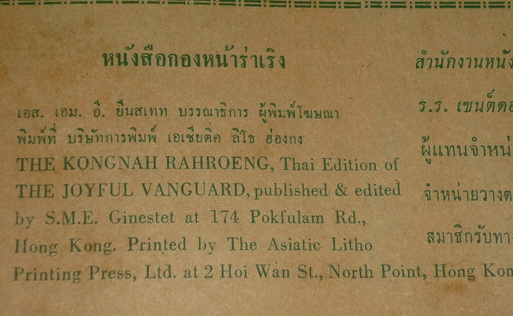 หนังสือกองหน้าร่าเริง
เอส. เอม. อี. ยีนสเทท บรรณาธิการ ผู้พิมพ์โฆษณา
พิมพ์ที่ บริษัทการพิมพ์ เอเชียติค ลิโธ ฮ่องกง
THE KONGNAH RAHROENG, Thai Edition of
THE JOYFUL VANGUARD, published & edited
by S.M.E. Ginestet at 174 Pokfulam Rd.,
Hong Kong. Printed by The Asiatic Litho
Printing Press, Ltd. at 2 Hoi Wan St., North Point, Hong Kon
สำนักงานหนัง
ร.ร. เซนต์ดอ
ผู้แทนจำหน่
จำหน่ายวางต
สมาชิกรับทา